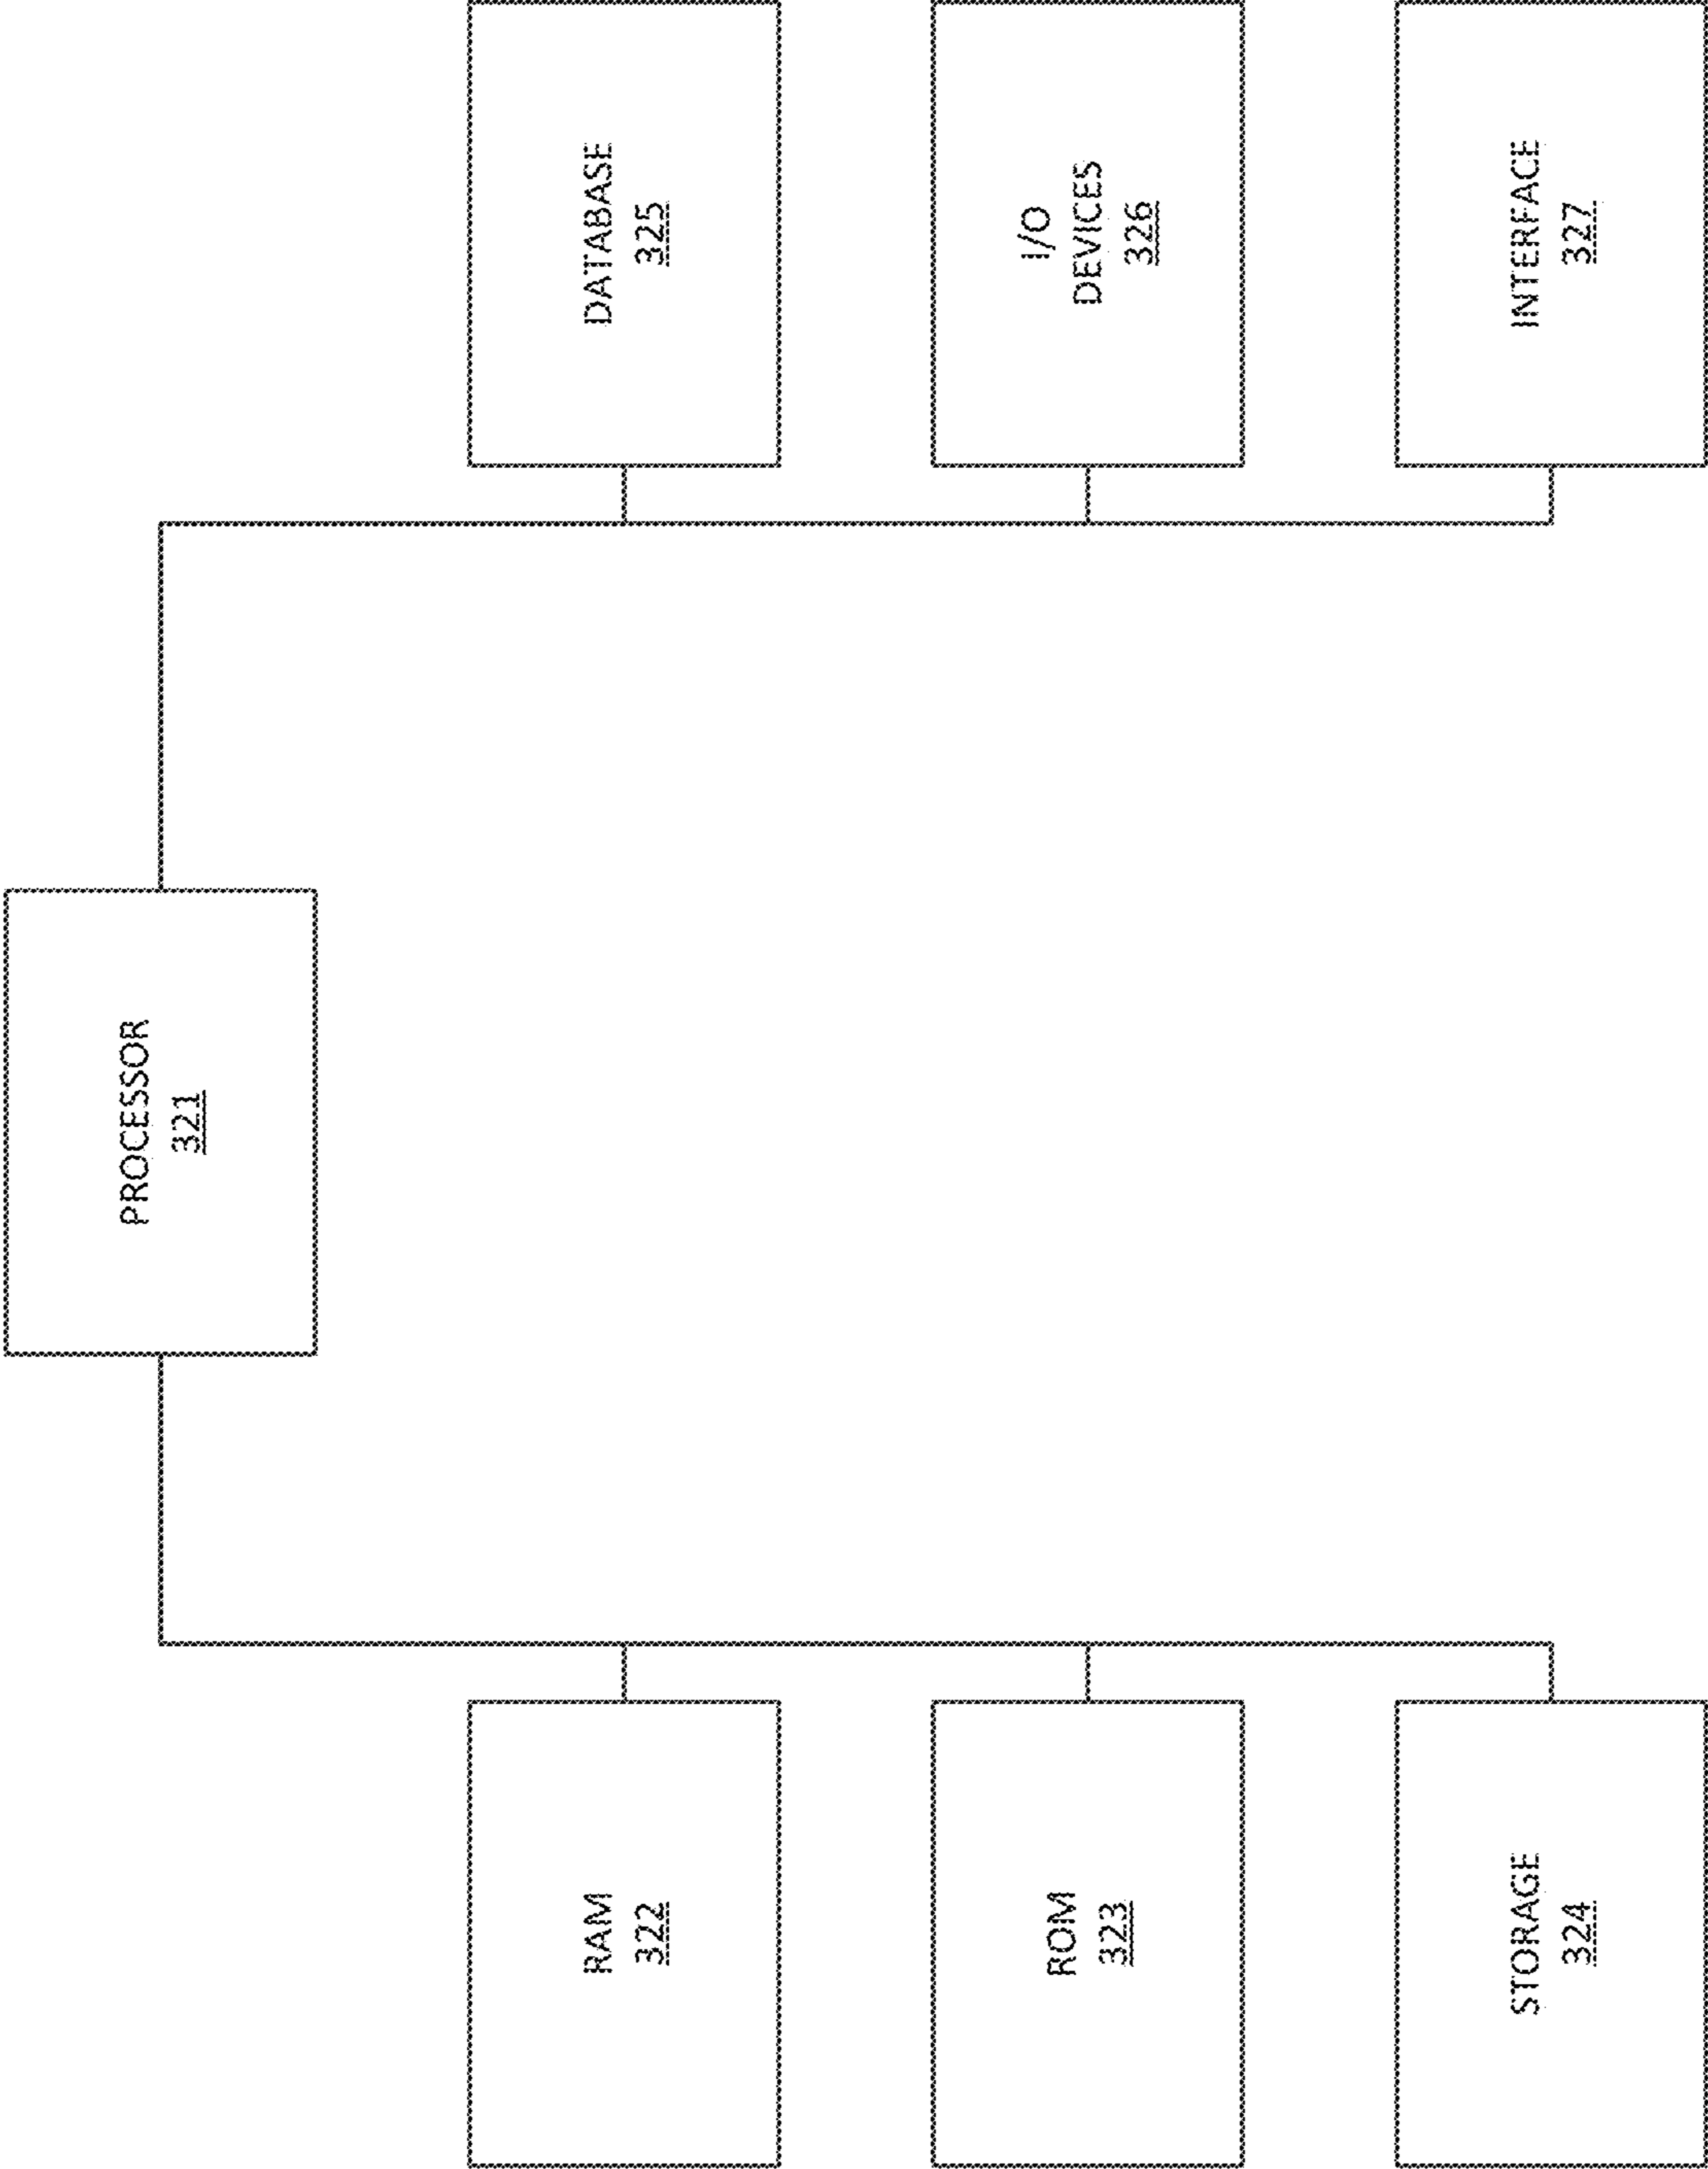 PROCESSOR
321
RAM
322
DATABASE
325
ROM
323
I/O
DEVICES
326
STORAGE
324
INTERFACE
327